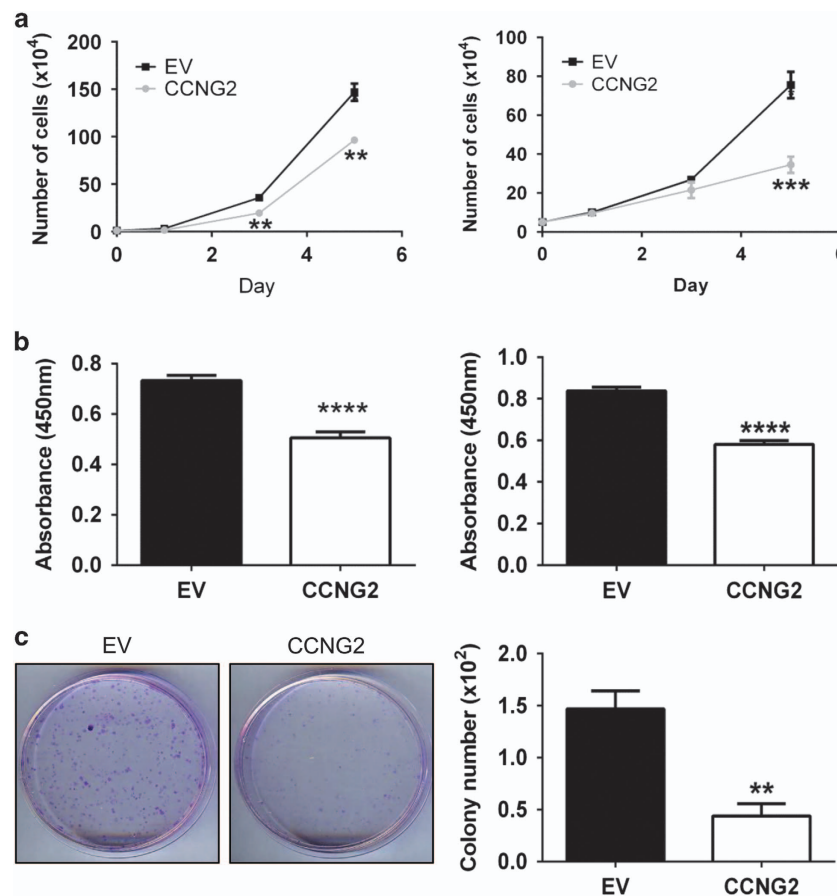 a
Number of cells (x10⁴)
200
150
100
50
0
EV
CCNG2
**
**
0 2 4 6
Day
Number of cells (x10⁴)
100
80
60
40
20
0
EV
CCNG2
***
0 2 4 6
Day
b
Absorbance (450nm)
0.8
0.6
0.4
0.2
0.0
****
EV CCNG2
Absorbance (450nm)
1.0
0.8
0.6
0.4
0.2
0.0
****
EV CCNG2
c
EV CCNG2
Colony number (x10²)
2.0
1.5
1.0
0.5
0.0
**
EV CCNG2